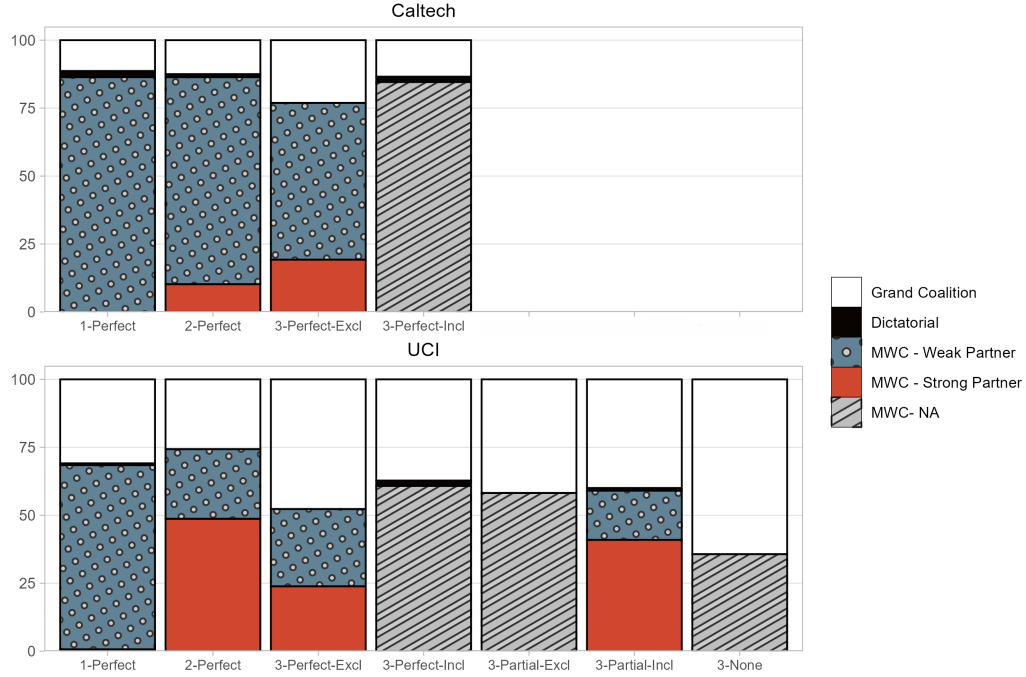 Caltech
100
75
50
25
0
1-Perfect 2-Perfect 3-Perfect-Excl 3-Perfect-Incl
UCI
100
75
50
25
0
1-Perfect 2-Perfect 3-Perfect-Excl 3-Perfect-Incl 3-Partial-Excl 3-Partial-Incl 3-None
Grand Coalition
Dictatorial
MWC - Weak Partner
MWC - Strong Partner
MWC- NA